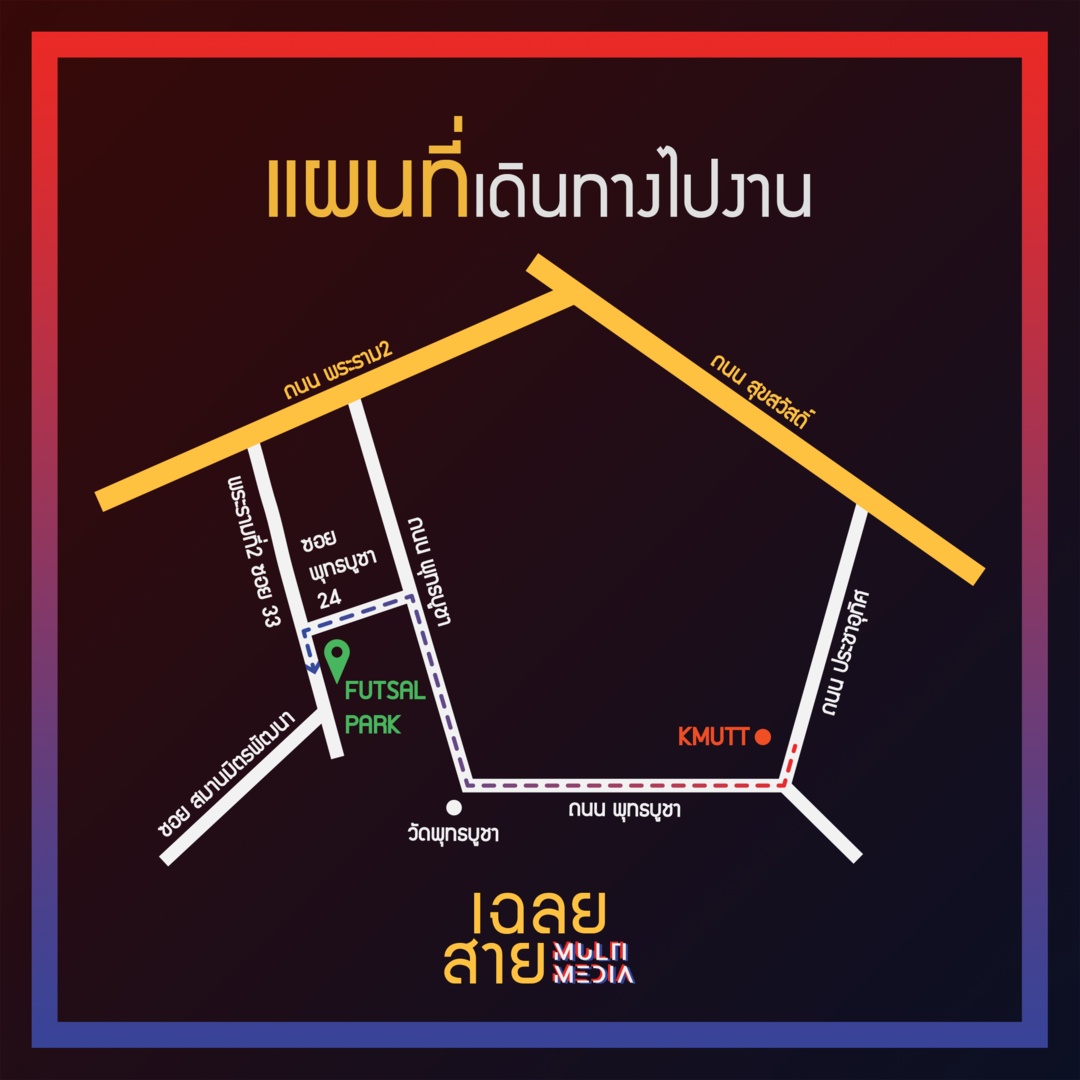 แผนที่เดินทางไปงาน
ถนน พระราม2
ถนน สุขสวัสดิ์
พระรามที่2 ซอย 33
ซอย
พุทธบูชา
24
ถนน พุทธบูชา
ถนน ประชาอุทิศ
FUTSAL
PARK
KMUTT
ซอย สมานมิตรพัฒนา
ถนน พุทธบูชา
วัดพุทธบูชา
เฉลย
สาย MULTI
MEDIA